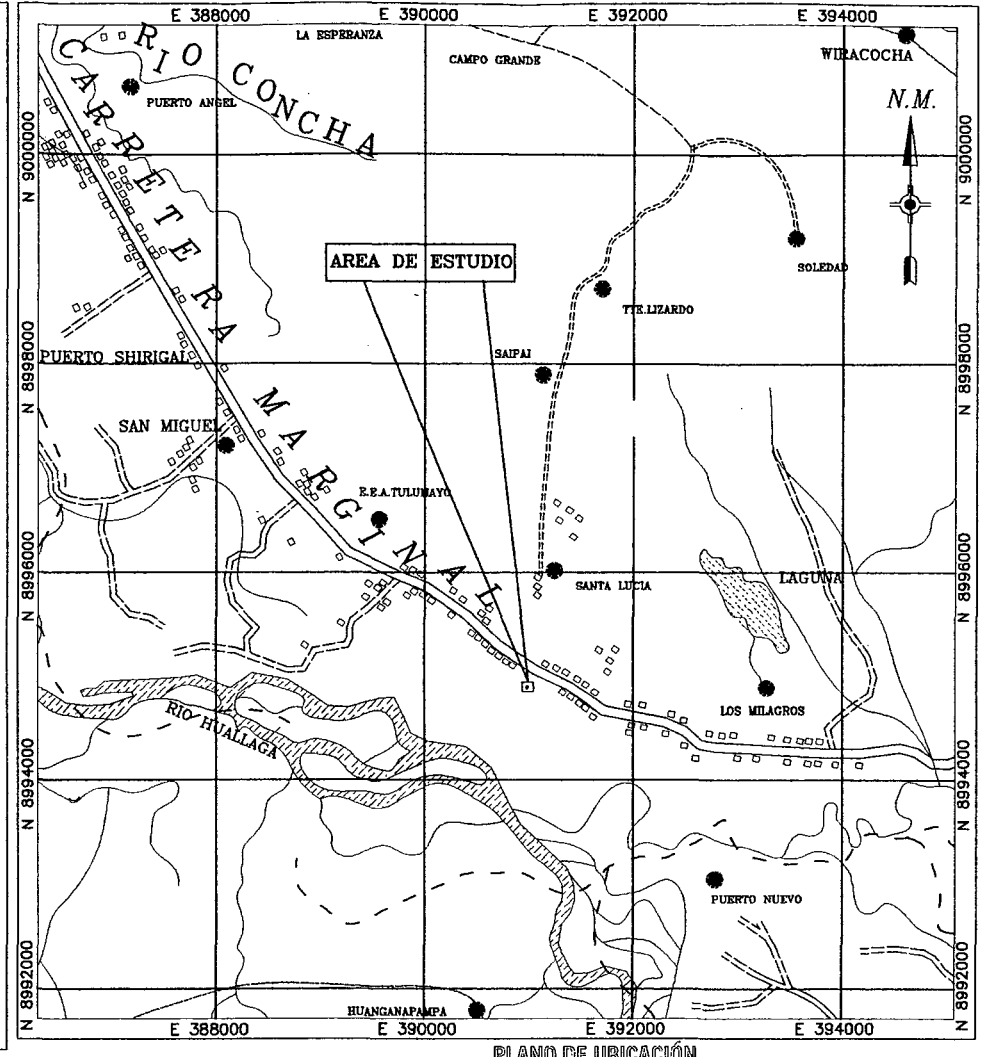 E 388000
E 390000
E 392000
E 394000
RIO CONCHA
LA ESPERANZA
CAMPO GRANDE
WIRACOCHA
PUERTO ANGEL
N.M.
N 9000000
N 9000000
CARRETERA MARGINAL
AREA DE ESTUDIO
SOLEDAD
TTE.LIZARDO
PUERTO SHIRIGAL
SAIPAI
N 8998000
N 8998000
SAN MIGUEL
E.E.A.TULUMAYO
SANTA LUCIA
LAGUNA
N 8996000
N 8996000
LOS MILAGROS
RIO HUALLAGA
N 8994000
N 8994000
PUERTO NUEVO
N 8992000
N 8992000
HUANGANAPAMPA
E 388000
E 390000
E 392000
E 394000
PLANO DE UBICACIÓN